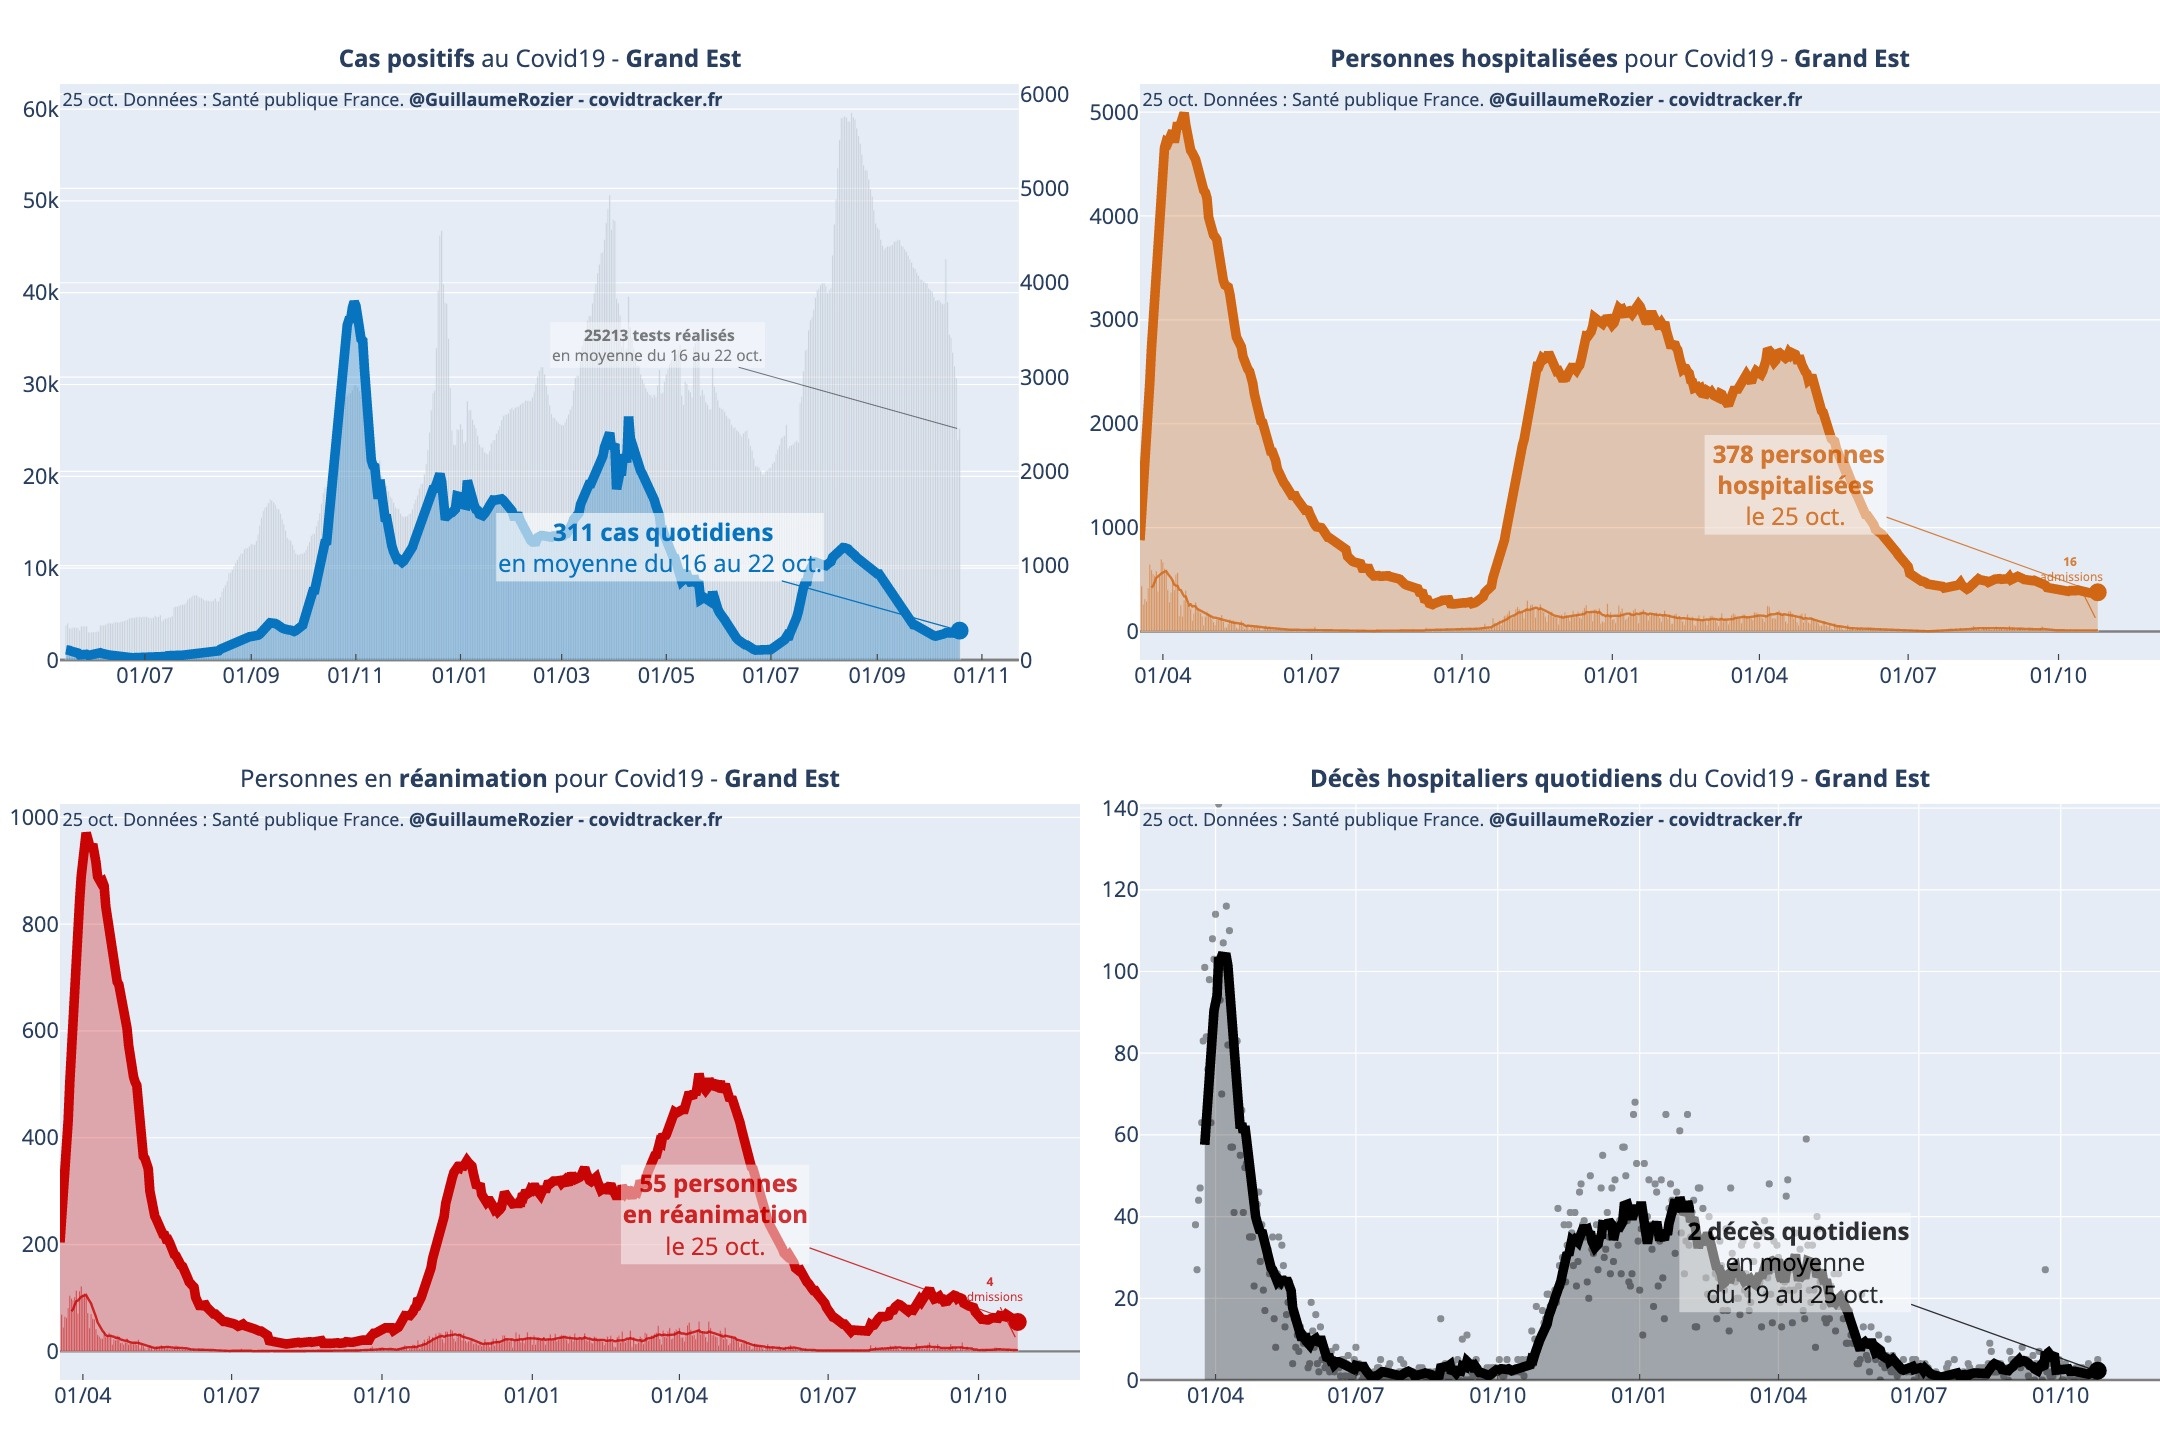 Cas positifs au Covid19 - Grand Est
25 oct. Données : Santé publique France. @GuillaumeRozier - covidtracker.fr
60k
50k
40k
30k
20k
10k
0
6000
5000
4000
3000
2000
1000
0
25213 tests réalisés
en moyenne du 16 au 22 oct.
311 cas quotidiens
en moyenne du 16 au 22 oct.
01/07 01/09 01/11 01/01 01/03 01/05 01/07 01/09 01/11
Personnes hospitalisées pour Covid19 - Grand Est
25 oct. Données : Santé publique France. @GuillaumeRozier - covidtracker.fr
5000
4000
3000
2000
1000
0
378 personnes
hospitalisées
le 25 oct.
16
admissions
01/04 01/07 01/10 01/01 01/04 01/07 01/10
Personnes en réanimation pour Covid19 - Grand Est
25 oct. Données : Santé publique France. @GuillaumeRozier - covidtracker.fr
1000
800
600
400
200
0
55 personnes
en réanimation
le 25 oct.
4
admissions
01/04 01/07 01/10 01/01 01/04 01/07 01/10
Décès hospitaliers quotidiens du Covid19 - Grand Est
25 oct. Données : Santé publique France. @GuillaumeRozier - covidtracker.fr
140
120
100
80
60
40
20
0
2 décès quotidiens
en moyenne
du 19 au 25 oct.
01/04 01/07 01/10 01/01 01/04 01/07 01/10